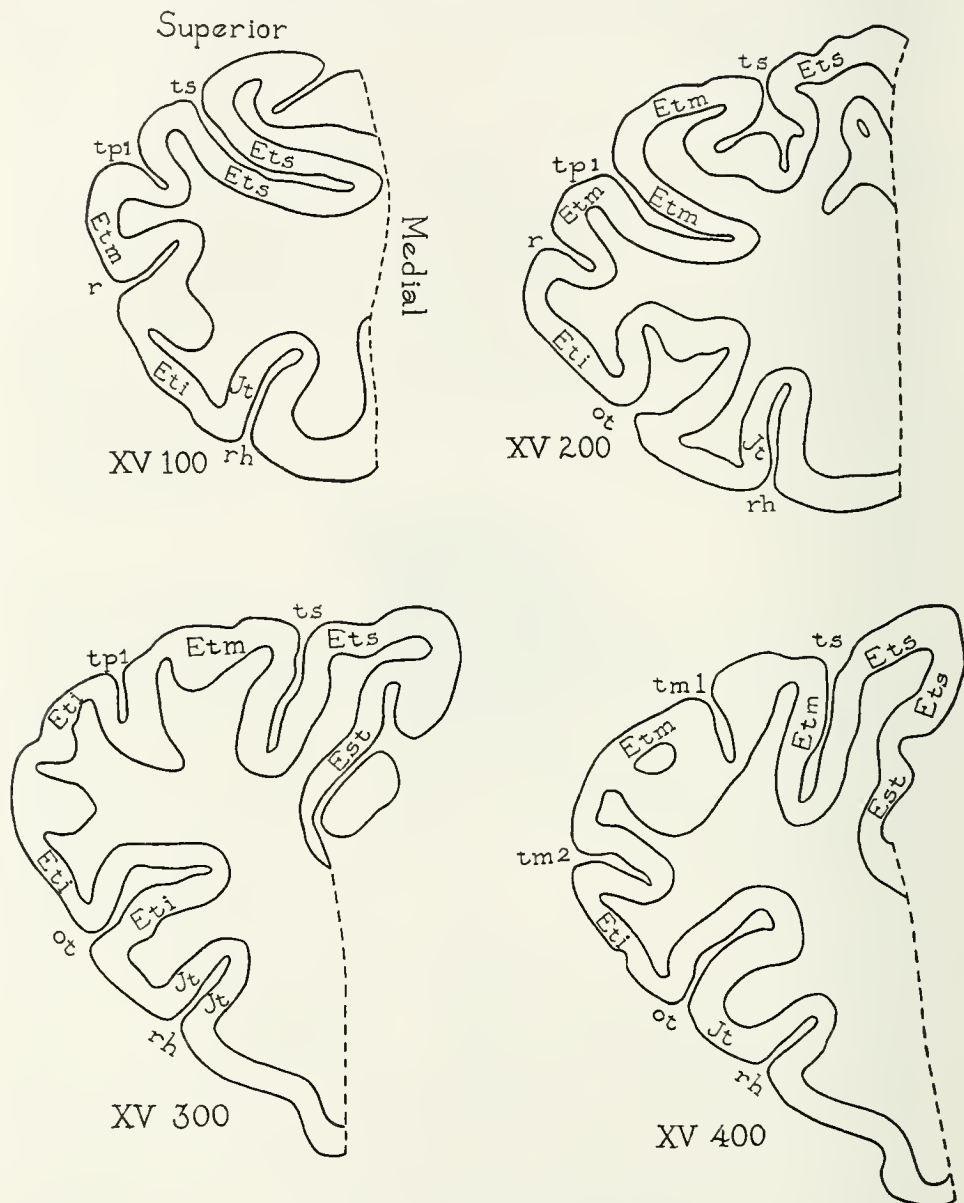 Superior
ts
tp1
Ets
Ets
Etm
Medial
r
Eti
Jt
rh
XV 100
ts
Ets
Etm
tp1
Etm
Etm
r
Eti
ot
Jt
XV 200
rh
ts
Etm
Ets
tp1
Eti
Est
Eti
Eti
ot
Jt
Jt
rh
XV 300
ts
Ets
tm1
Ets
Etm
Etm
Est
tm2
Eti
ot
Jt
rh
XV 400